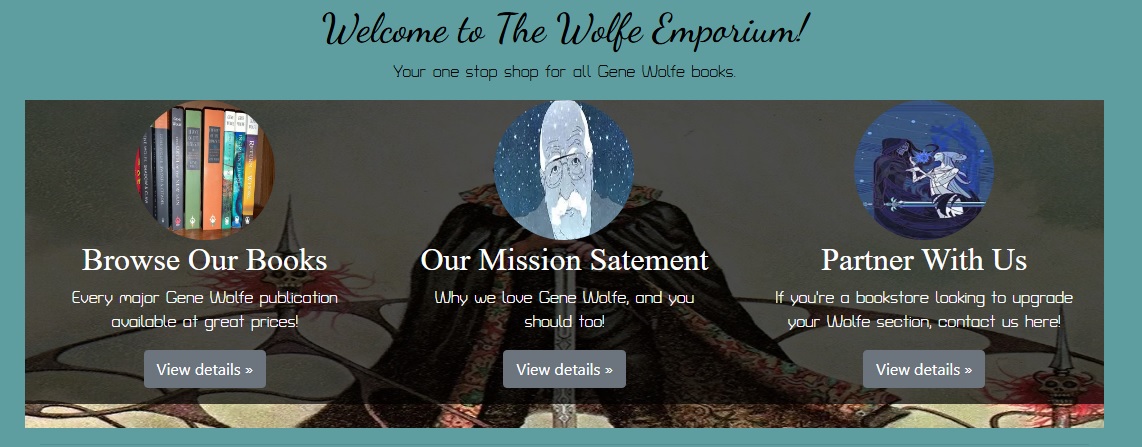 Welcome to The Wolfe Emporium!
Your one stop shop for all Gene Wolfe books.
Browse Our Books
Every major Gene Wolfe publication
available at great prices!
View details »
Our Mission Satement
Why we love Gene Wolfe, and you
should too!
View details »
Partner With Us
If you're a bookstore looking to upgrade
your Wolfe section, contact us here!
View details »